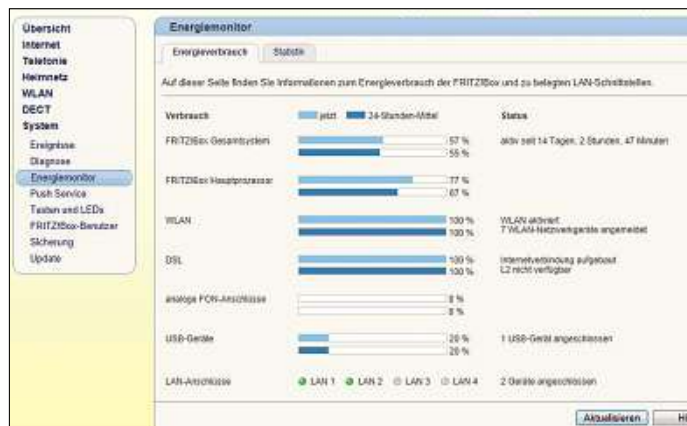 Übersicht
Internet
Telefonie
Heimnetz
WLAN
DECT
System
Ereignisse
Diagnose
Energiemonitor
Push Service
Tasten und LEDs
FRITZ!Box-Benutzer
Sicherung
Update
Energiemonitor
Energieverbrauch Statistik
Auf dieser Seite finden Sie Informationen zum Energieverbrauch der FRITZ!Box und zu belegten LAN-Schnittstellen.
Verbrauch jetzt 24-Stunden-Mittel Status
FRITZ!Box Gesamtsystem 57 % aktiv seit 14 Tagen, 2 Stunden, 47 Minuten
55 %
FRITZ!Box Hauptprozessor 77 %
67 %
WLAN 100 % WLAN aktiviert
100 % 7 WLAN-Netzwerkgeräte angemeldet
DSL 100 % Internetverbindung aufgebaut
100 % L2 nicht verfügbar
analoge FON-Anschlüsse 0 %
0 %
USB-Geräte 20 % 1 USB-Gerät angeschlossen
20 %
LAN-Anschlüsse LAN 1 LAN 2 LAN 3 LAN 4 2 Geräte angeschlossen
Aktualisieren Hi